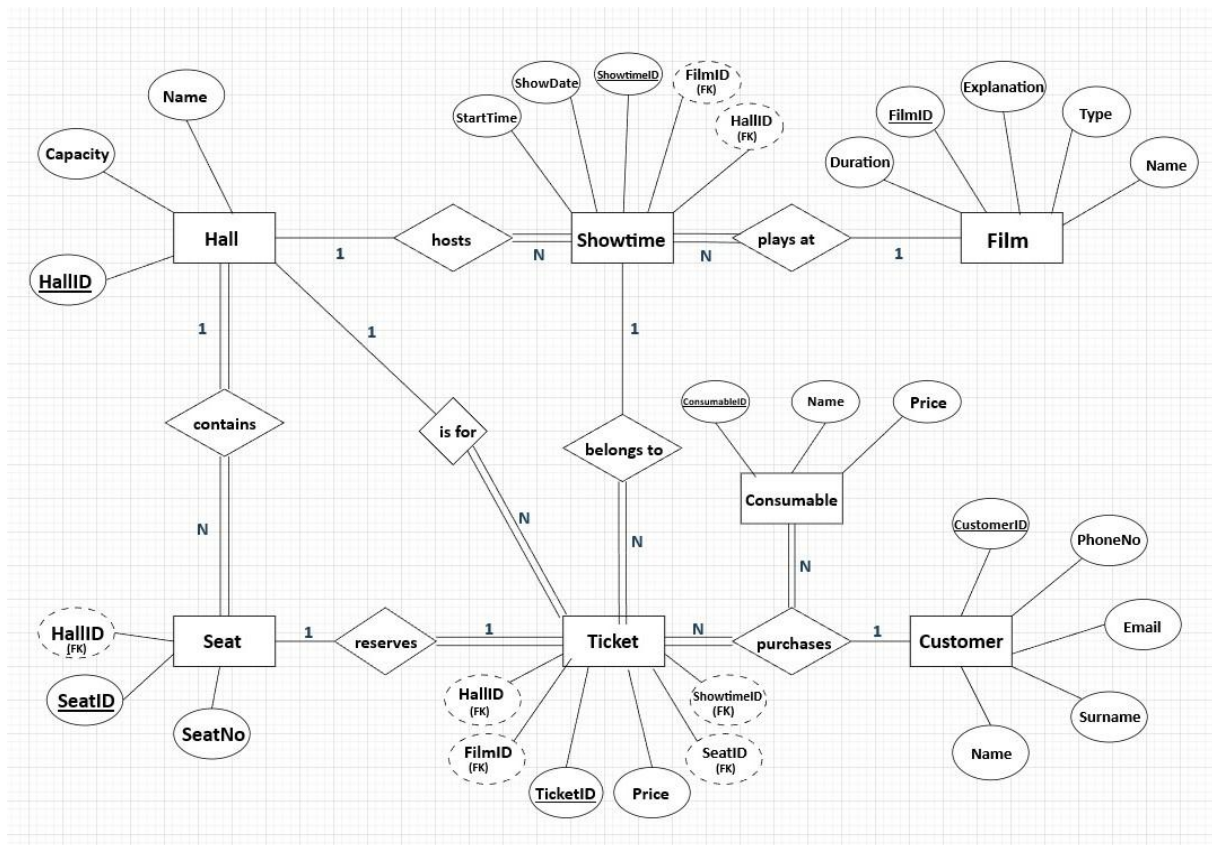 Name
Capacity
Hall
HallID
1
hosts
N
StartTime
ShowDate
ShowtimeID
FilmID
(FK)
HallID
(FK)
Showtime
N
plays at
1
Duration
FilmID
Explanation
Type
Name
Film
1
contains
N
1
is for
N
1
belongs to
N
ConsumableID
Name
Price
Consumable
N
HallID
(FK)
SeatID
SeatNo
Seat
1
reserves
1
Ticket
HallID
(FK)
FilmID
(FK)
TicketID
Price
SeatID
(FK)
ShowtimeID
(FK)
N
purchases
1
Customer
CustomerID
PhoneNo
Email
Surname
Name